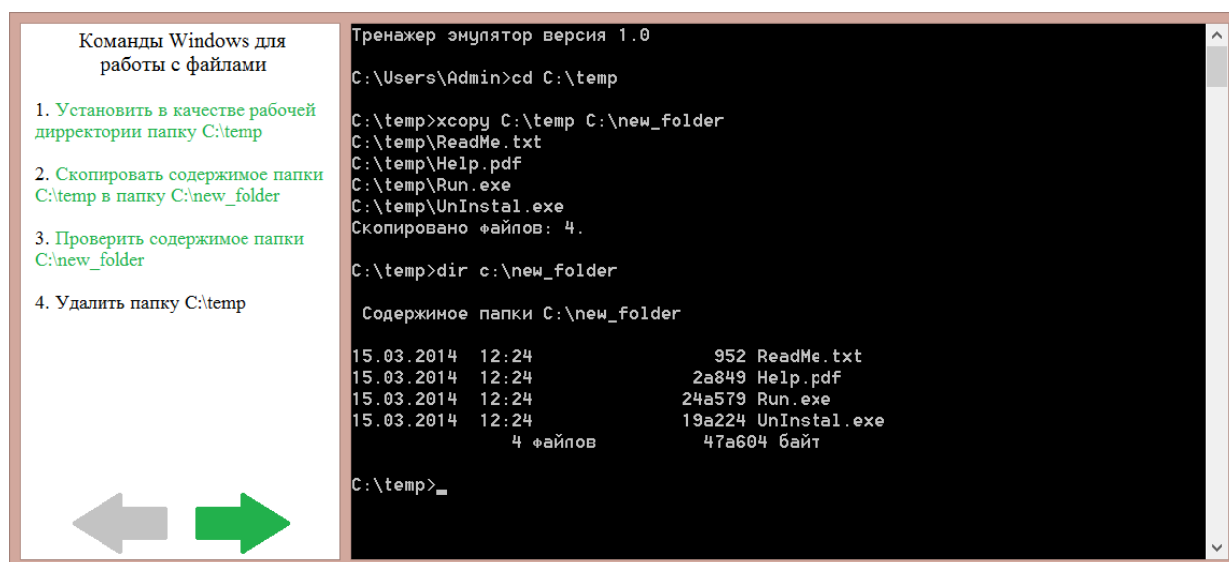 Команды Windows для
работы с файлами
1. Установить в качестве рабочей
дирректории папку C:\temp
2. Скопировать содержимое папки
C:\temp в папку C:\new_folder
3. Проверить содержимое папки
C:\new_folder
4. Удалить папку C:\temp
Тренажер эмулятор версия 1.0
C:\Users\Admin>cd C:\temp
C:\temp>xcopy C:\temp C:\new_folder
C:\temp\ReadMe.txt
C:\temp\Help.pdf
C:\temp\Run.exe
C:\temp\UnInstal.exe
Скопировано файлов: 4.
C:\temp>dir c:\new_folder
Содержиное папки C:\new_folder
15.03.2014 12:24 952 ReadMe.txt
15.03.2014 12:24 2a849 Help.pdf
15.03.2014 12:24 24a579 Run.exe
15.03.2014 12:24 19a224 UnInstal.exe
4 файлов 47a604 байт
C:\temp>_